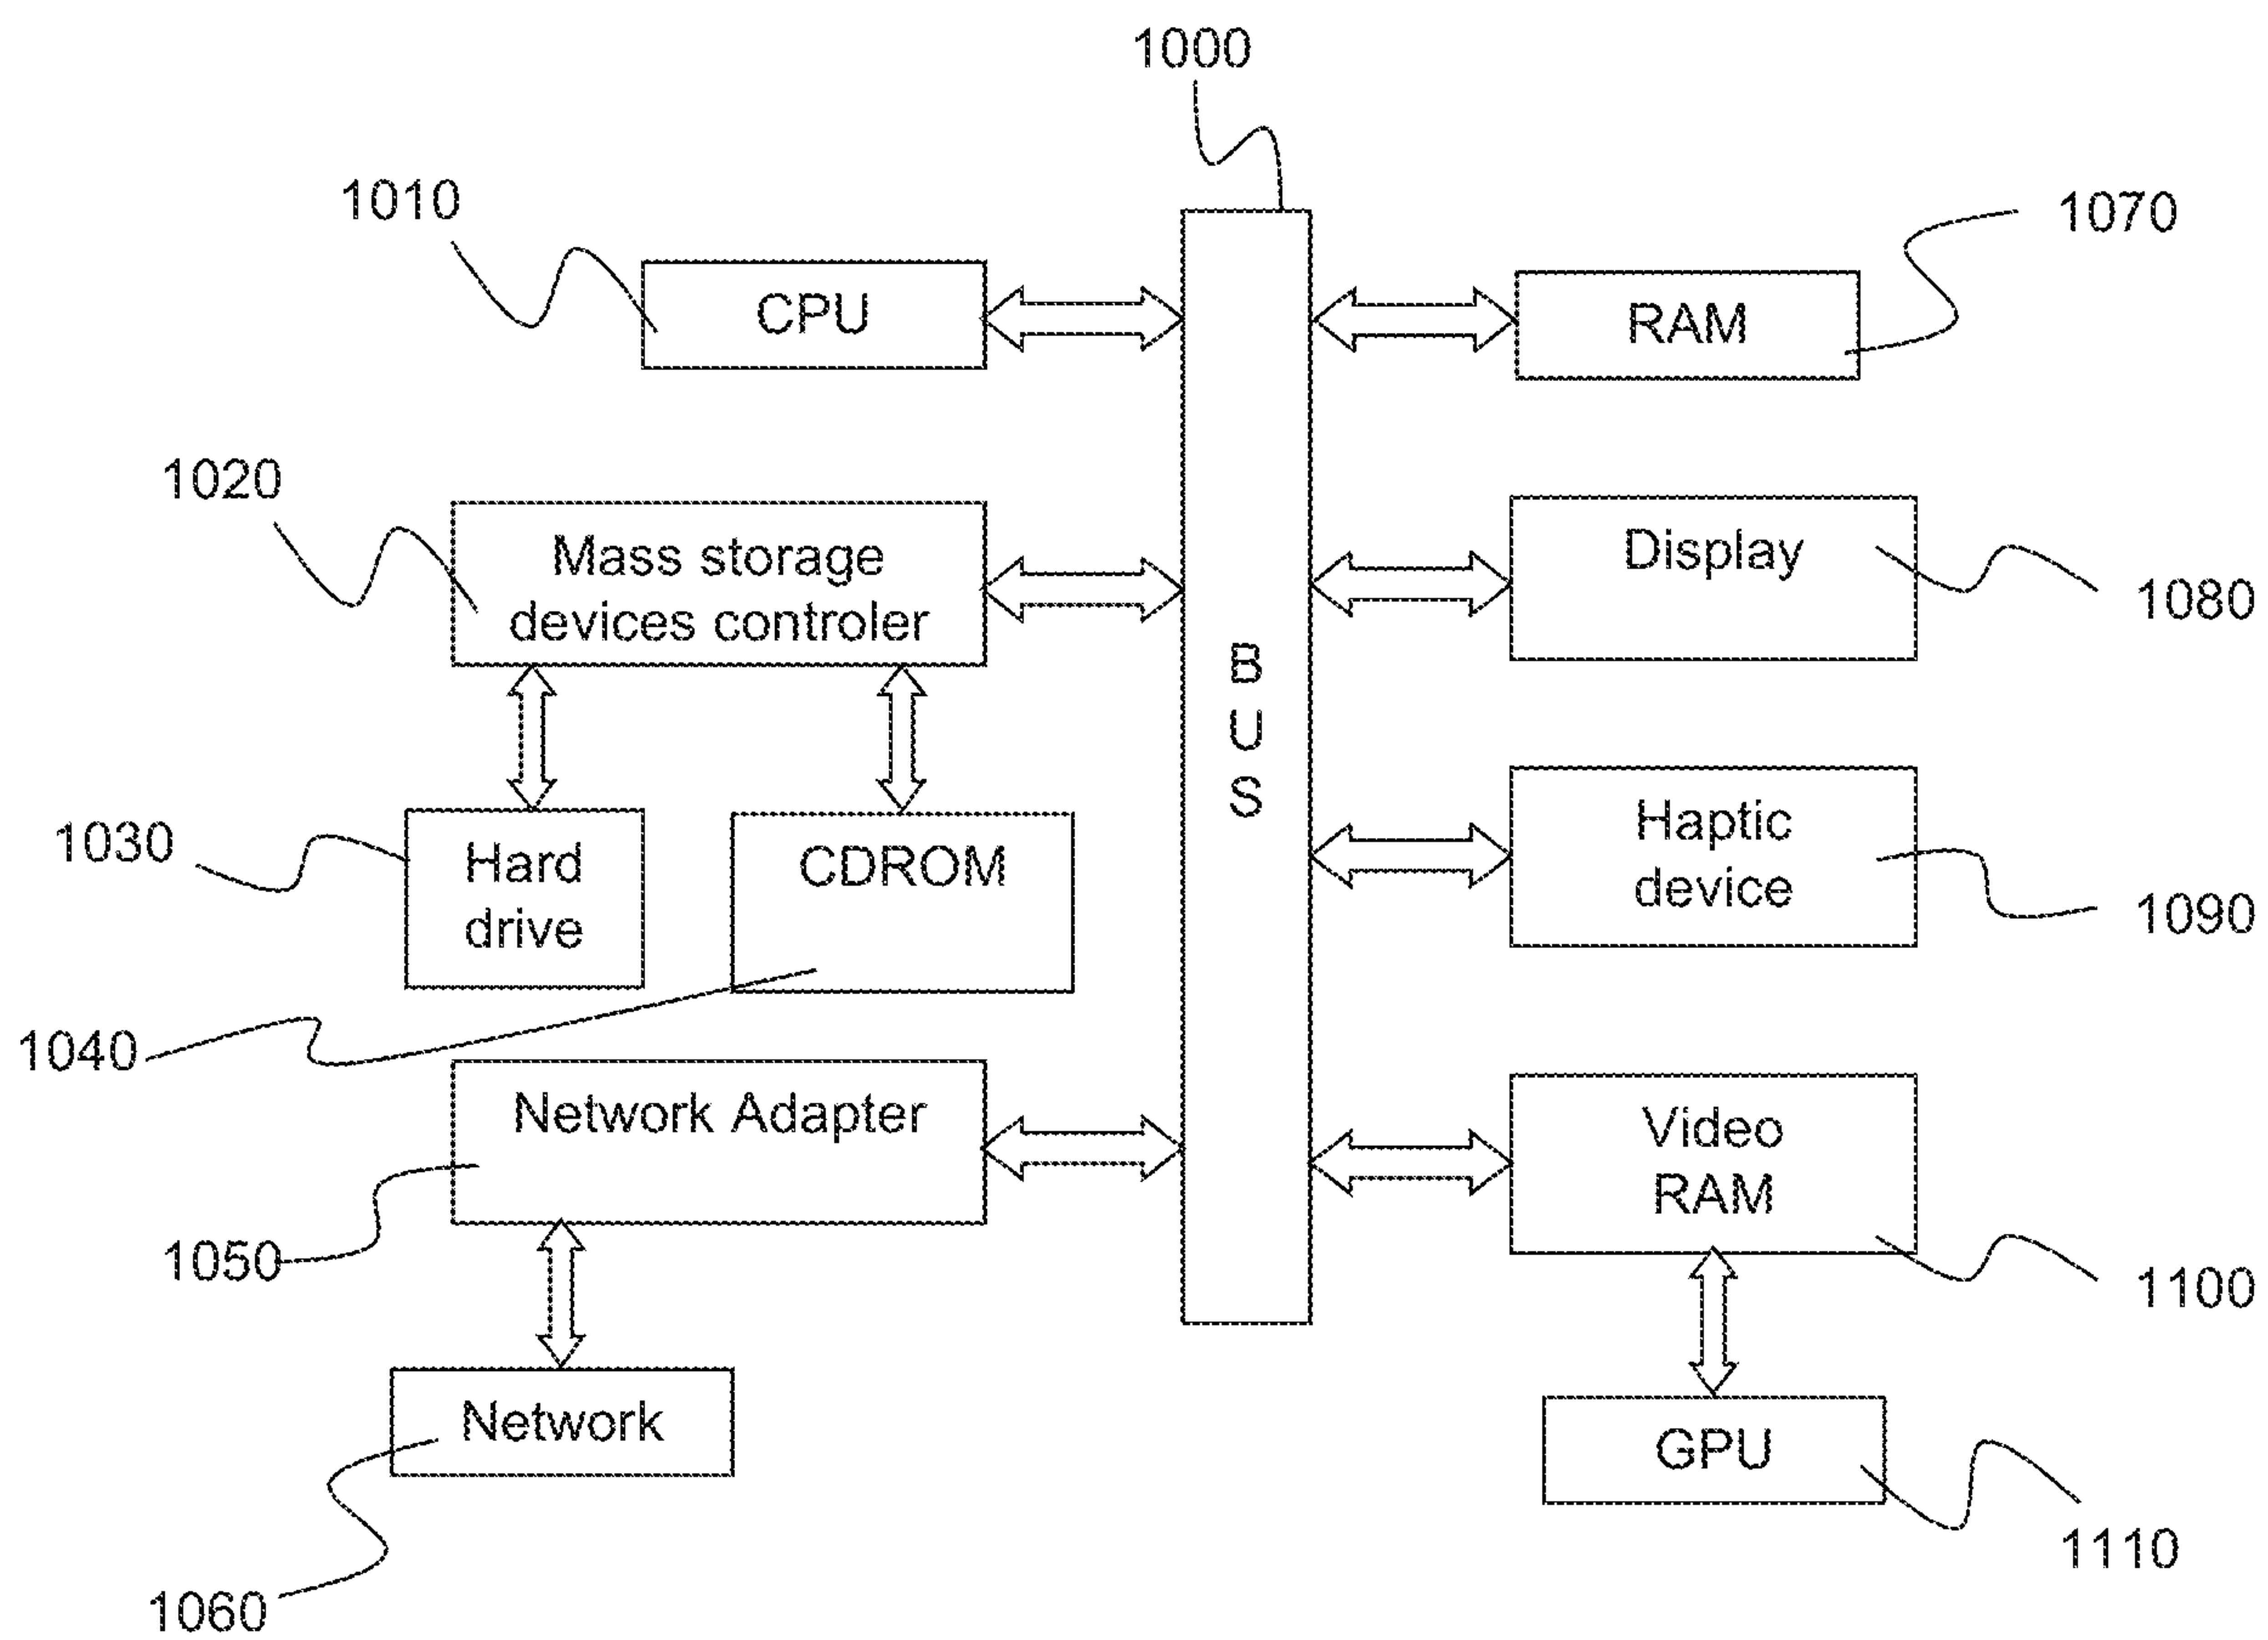 1000
1010
CPU
RAM
1070
1020
Mass storage
devices controler
Display
1080
B
U
S
1030
Hard
drive
CDROM
Haptic
device
1090
1040
Network Adapter
1050
Video
RAM
1100
Network
1060
GPU
1110